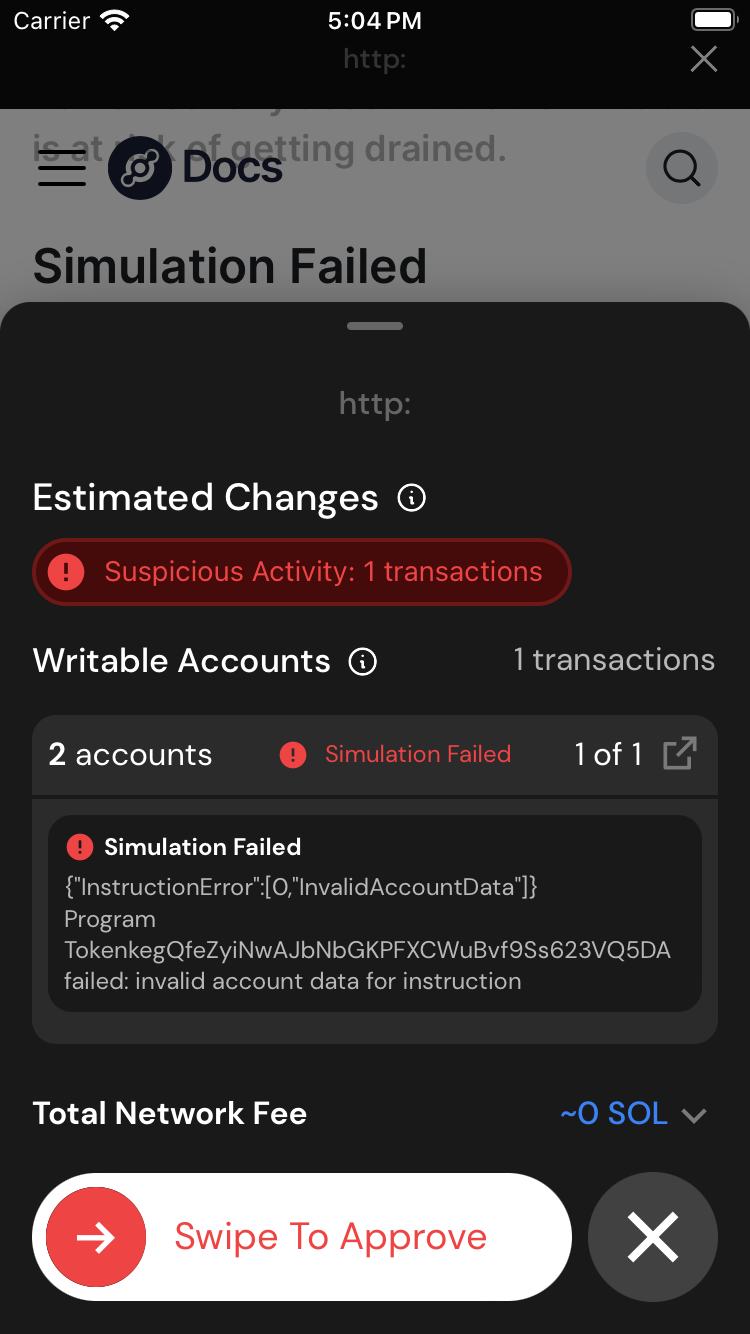 Carrier 5:04 PM
http:
is at risk of getting drained.
Docs
Simulation Failed
http:
Estimated Changes
Suspicious Activity: 1 transactions
Writable Accounts 1 transactions
2 accounts Simulation Failed 1 of 1
Simulation Failed
{"InstructionError":[0,"InvalidAccountData"]}
Program
TokenkegQfeZyiNwAJbNbGKPFXCWuBvf9Ss623VQ5DA
failed: invalid account data for instruction
Total Network Fee ~0 SOL
Swipe To Approve